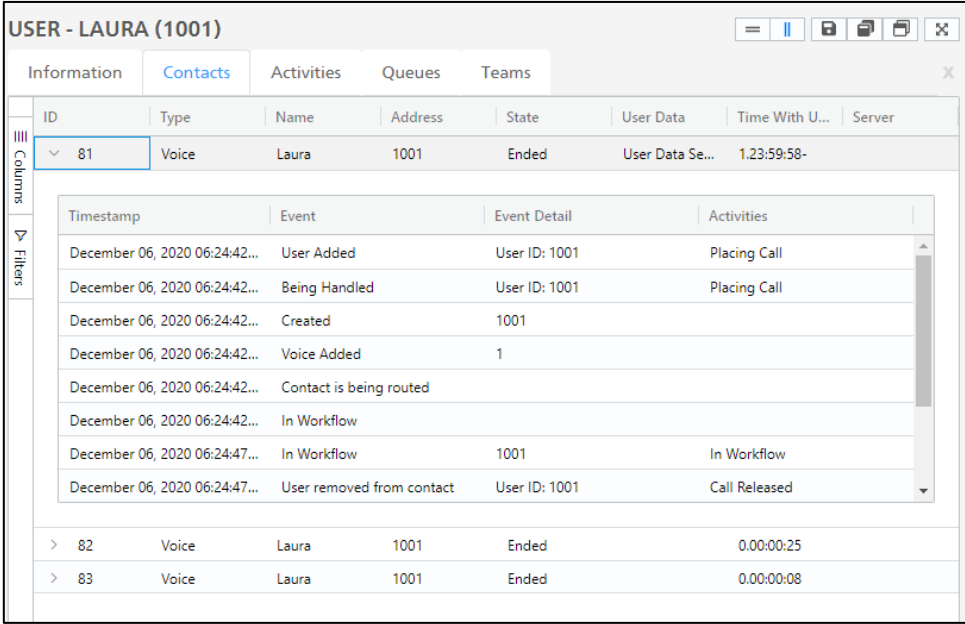 USER - LAURA (1001)
Information Contacts Activities Queues Teams X
Columns
Filters
ID Type Name Address State User Data Time With U... Server
81 Voice Laura 1001 Ended User Data Se... 1.23:59:58-
Timestamp Event Event Detail Activities
December 06, 2020 06:24:42... User Added User ID: 1001 Placing Call
December 06, 2020 06:24:42... Being Handled User ID: 1001 Placing Call
December 06, 2020 06:24:42... Created 1001
December 06, 2020 06:24:42... Voice Added 1
December 06, 2020 06:24:42... Contact is being routed
December 06, 2020 06:24:42... In Workflow
December 06, 2020 06:24:47... In Workflow 1001 In Workflow
December 06, 2020 06:24:47... User removed from contact User ID: 1001 Call Released
82 Voice Laura 1001 Ended 0.00:00:25
83 Voice Laura 1001 Ended 0.00:00:08